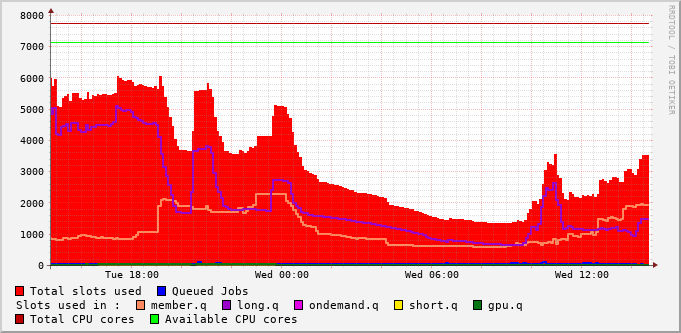 RRDTOOL / TOBI OETIKER
8000
7000
6000
5000
4000
3000
2000
1000
0
Tue 18:00 Wed 00:00 Wed 06:00 Wed 12:00
Total slots used Queued Jobs
Slots used in : member.q long.q ondemand.q short.q gpu.q
Total CPU cores Available CPU cores